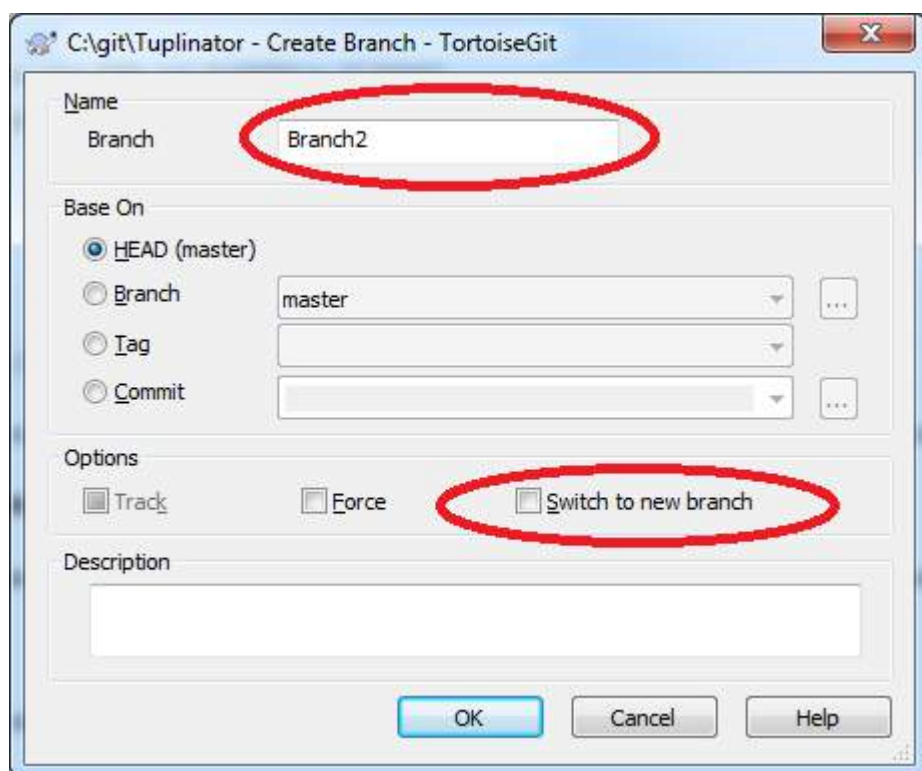 C:\git\Tuplinator - Create Branch - TortoiseGit
Name
Branch Branch2
Base On
HEAD (master)
Branch master ...
Tag
Commit ...
Options
Track Force Switch to new branch
Description
OK Cancel Help